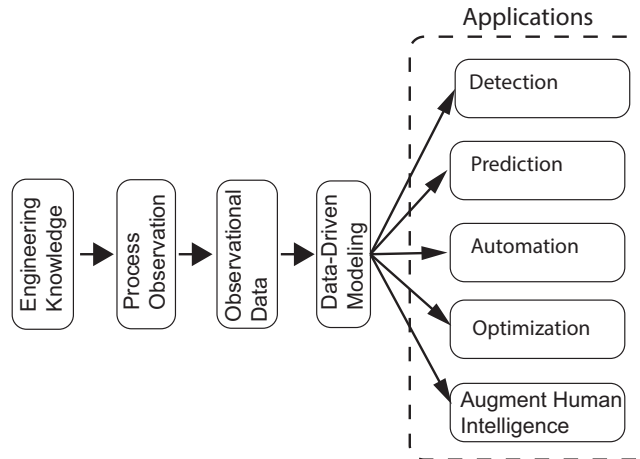 Applications
Engineering
Knowledge
Process
Observation
Observational
Data
Data-Driven
Modeling
Detection
Prediction
Automation
Optimization
Augment Human
Intelligence